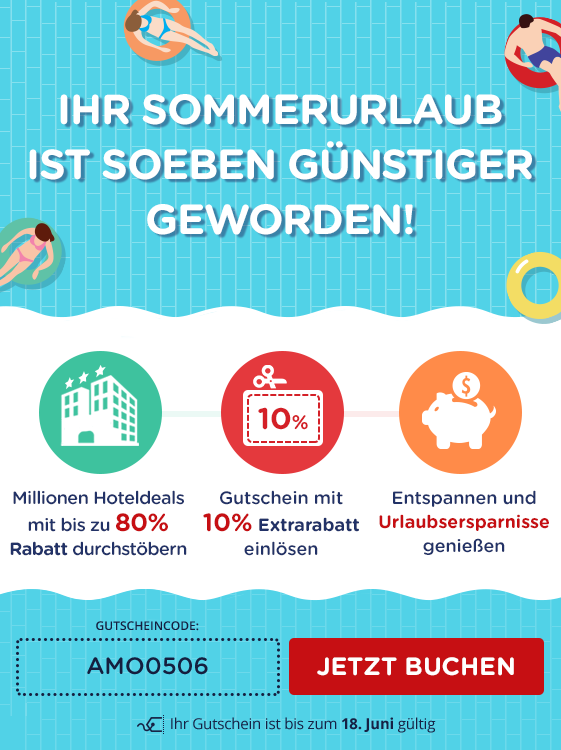 IHR SOMMERURLAUB
IST SOEBEN GÜNSTIGER
GEWORDEN!
10%
$
Millionen Hoteldeals
mit bis zu 80%
Rabatt durchstöbern
Gutschein mit
10% Extrarabatt
einlösen
Entspannen und
Urlaubsersparnisse
genießen
GUTSCHEINCODE:
AMO0506
JETZT BUCHEN
Ihr Gutschein ist bis zum 18. Juni gültig